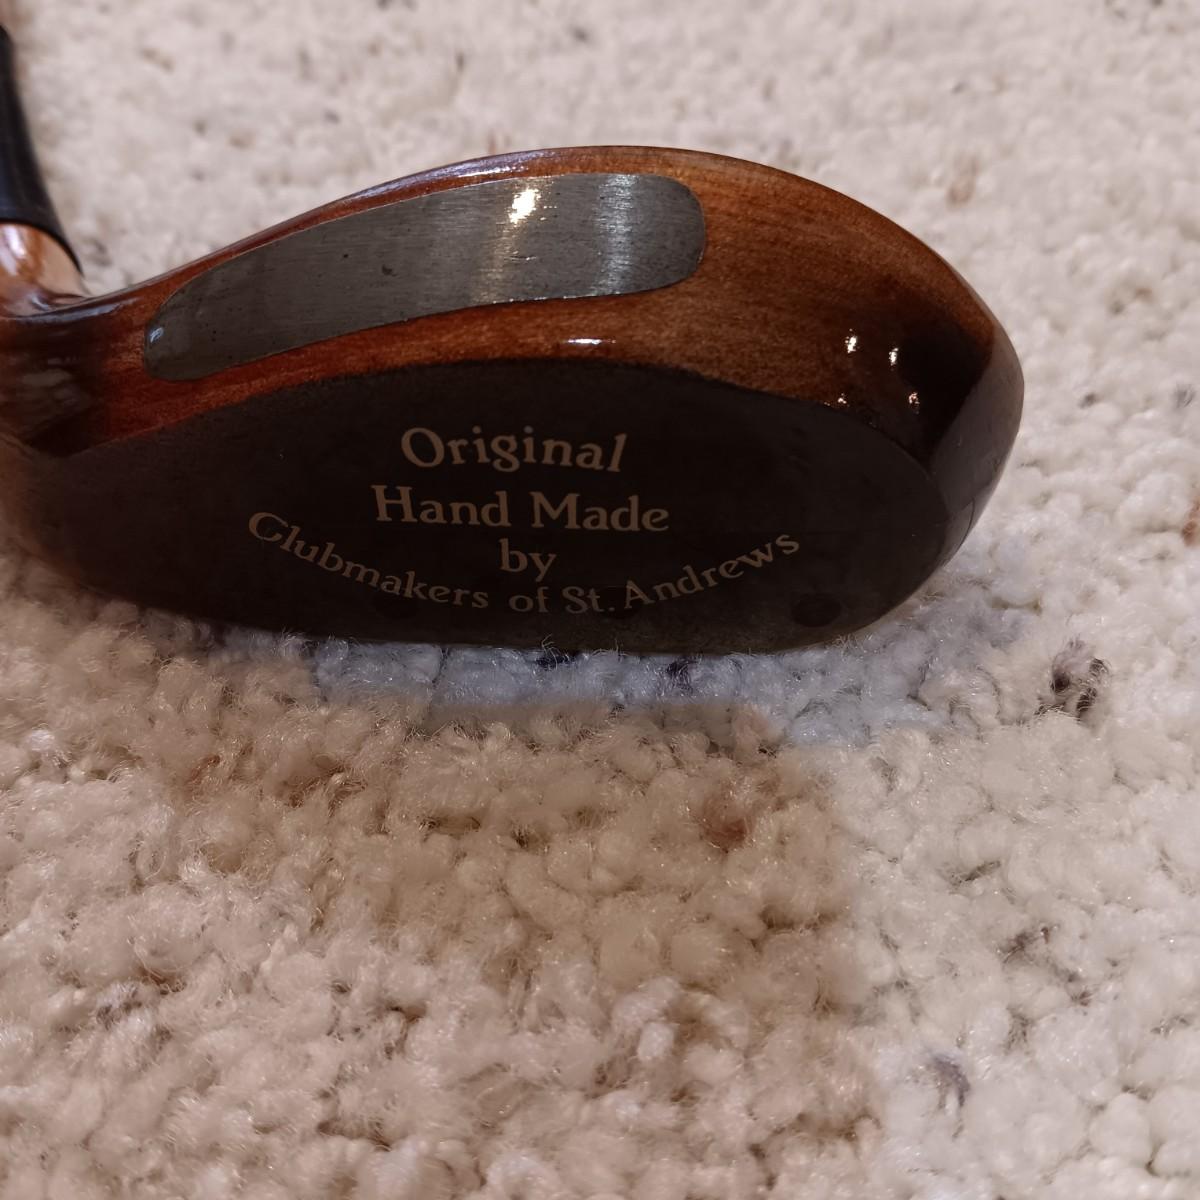 Original
Hand Made
by
Clubmakers of St. Andrews